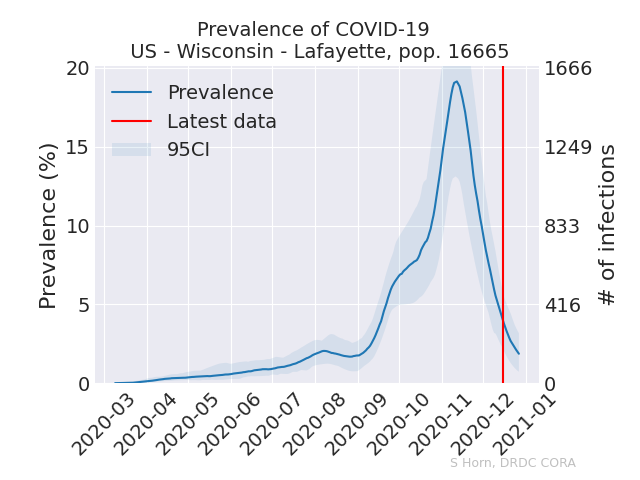 Prevalence of COVID-19
US - Wisconsin - Lafayette, pop. 16665
20
15
10
5
0
Prevalence (%)
Prevalence
Latest data
95CI
1666
1249
833
416
0
# of infections
2020-03
2020-04
2020-05
2020-06
2020-07
2020-08
2020-09
2020-10
2020-11
2020-12
2021-01
S Horn, DRDC CORA